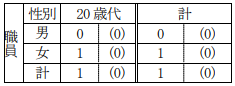 職員 性別 20歳代 計
男 0 (0) 0 (0)
女 1 (0) 1 (0)
計 1 (0) 1 (0)